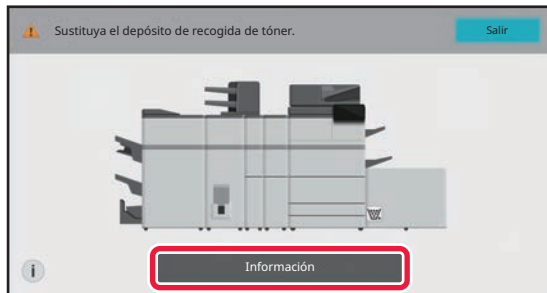 Sustituya el depósito de recogida de tóner.
Salir
Información
i